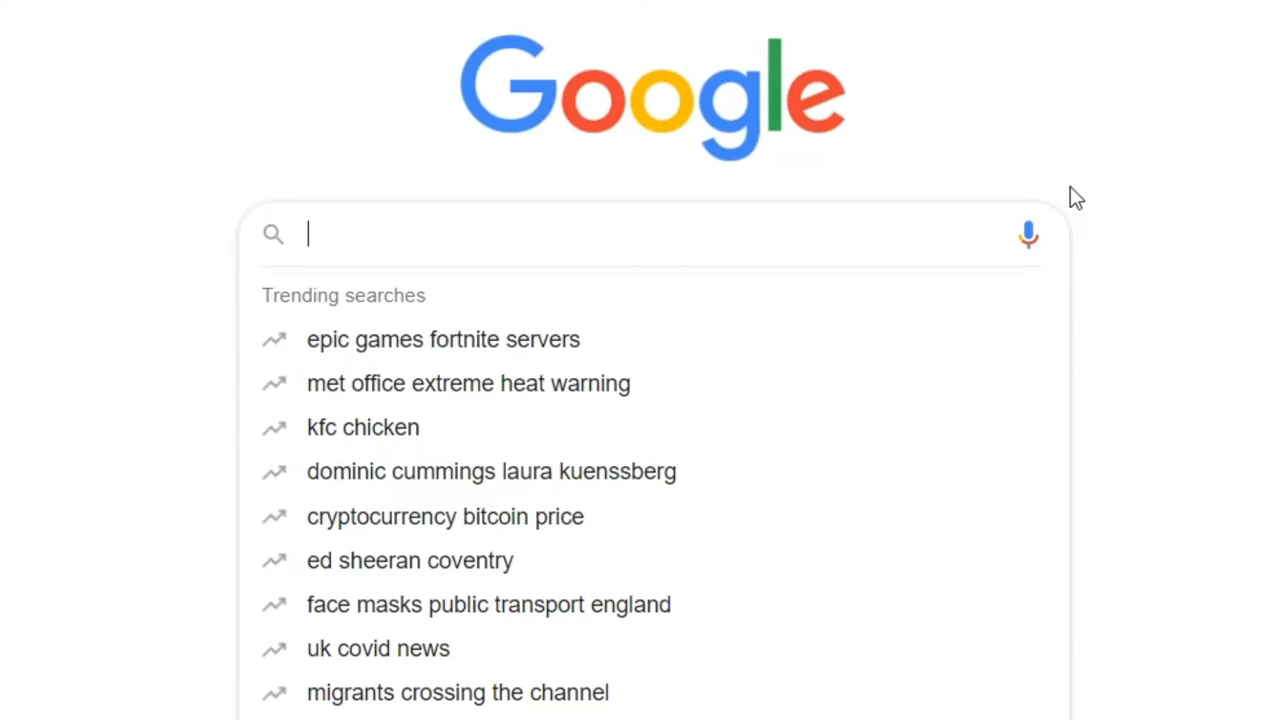 Google
Trending searches
epic games fortnite servers
met office extreme heat warning
kfc chicken
dominic cummings laura kuenssberg
cryptocurrency bitcoin price
ed sheeran coventry
face masks public transport england
uk covid news
migrants crossing the channel